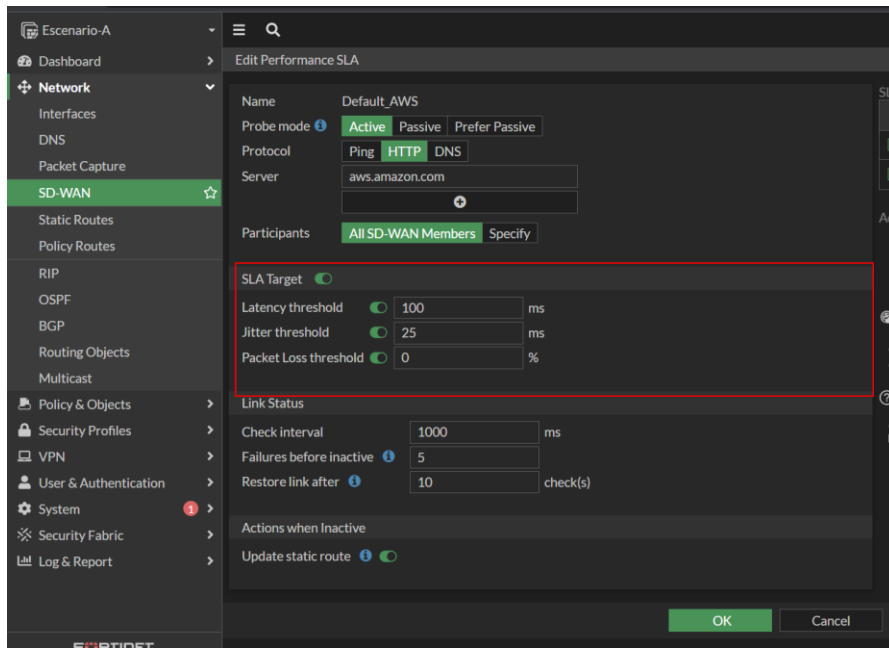 Escenario-A
Dashboard
Network
Interfaces
DNS
Packet Capture
SD-WAN
Static Routes
Policy Routes
RIP
OSPF
BGP
Routing Objects
Multicast
Policy & Objects
Security Profiles
VPN
User & Authentication
System 1
Security Fabric
Log & Report
Edit Performance SLA
Name Default_AWS
Probe mode Active Passive Prefer Passive
Protocol Ping HTTP DNS
Server aws.amazon.com
Participants All SD-WAN Members Specify
SLA Target
Latency threshold 100 ms
Jitter threshold 25 ms
Packet Loss threshold 0 %
Link Status
Check interval 1000 ms
Failures before inactive 5
Restore link after 10 check(s)
Actions when Inactive
Update static route
OK Cancel